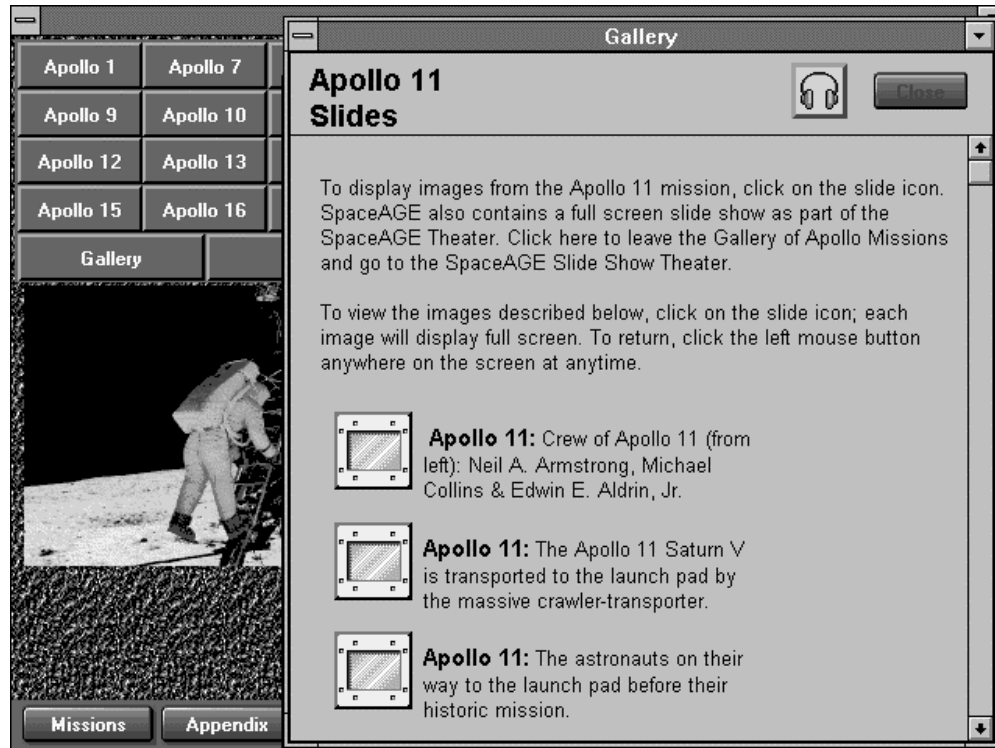 Gallery
Apollo 1
Apollo 7
Apollo 9
Apollo 10
Apollo 12
Apollo 13
Apollo 15
Apollo 16
Gallery
Missions
Appendix
Apollo 11
Slides
Close
To display images from the Apollo 11 mission, click on the slide icon.
SpaceAGE also contains a full screen slide show as part of the
SpaceAGE Theater. Click here to leave the Gallery of Apollo Missions
and go to the SpaceAGE Slide Show Theater.
To view the images described below, click on the slide icon; each
image will display full screen. To return, click the left mouse button
anywhere on the screen at anytime.
Apollo 11: Crew of Apollo 11 (from
left): Neil A. Armstrong, Michael
Collins & Edwin E. Aldrin, Jr.
Apollo 11: The Apollo 11 Saturn V
is transported to the launch pad by
the massive crawler-transporter.
Apollo 11: The astronauts on their
way to the launch pad before their
historic mission.